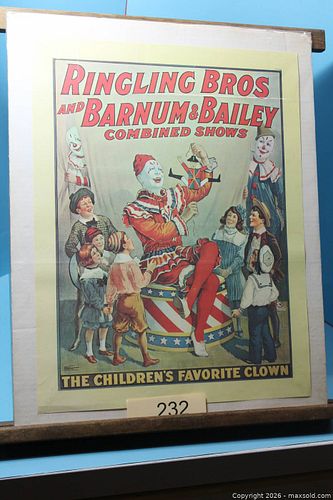 RINGLING BROS
AND BARNUM & BAILEY
COMBINED SHOWS
THE CHILDREN'S FAVORITE CLOWN
232
Copyright 2026 - maxsold.com